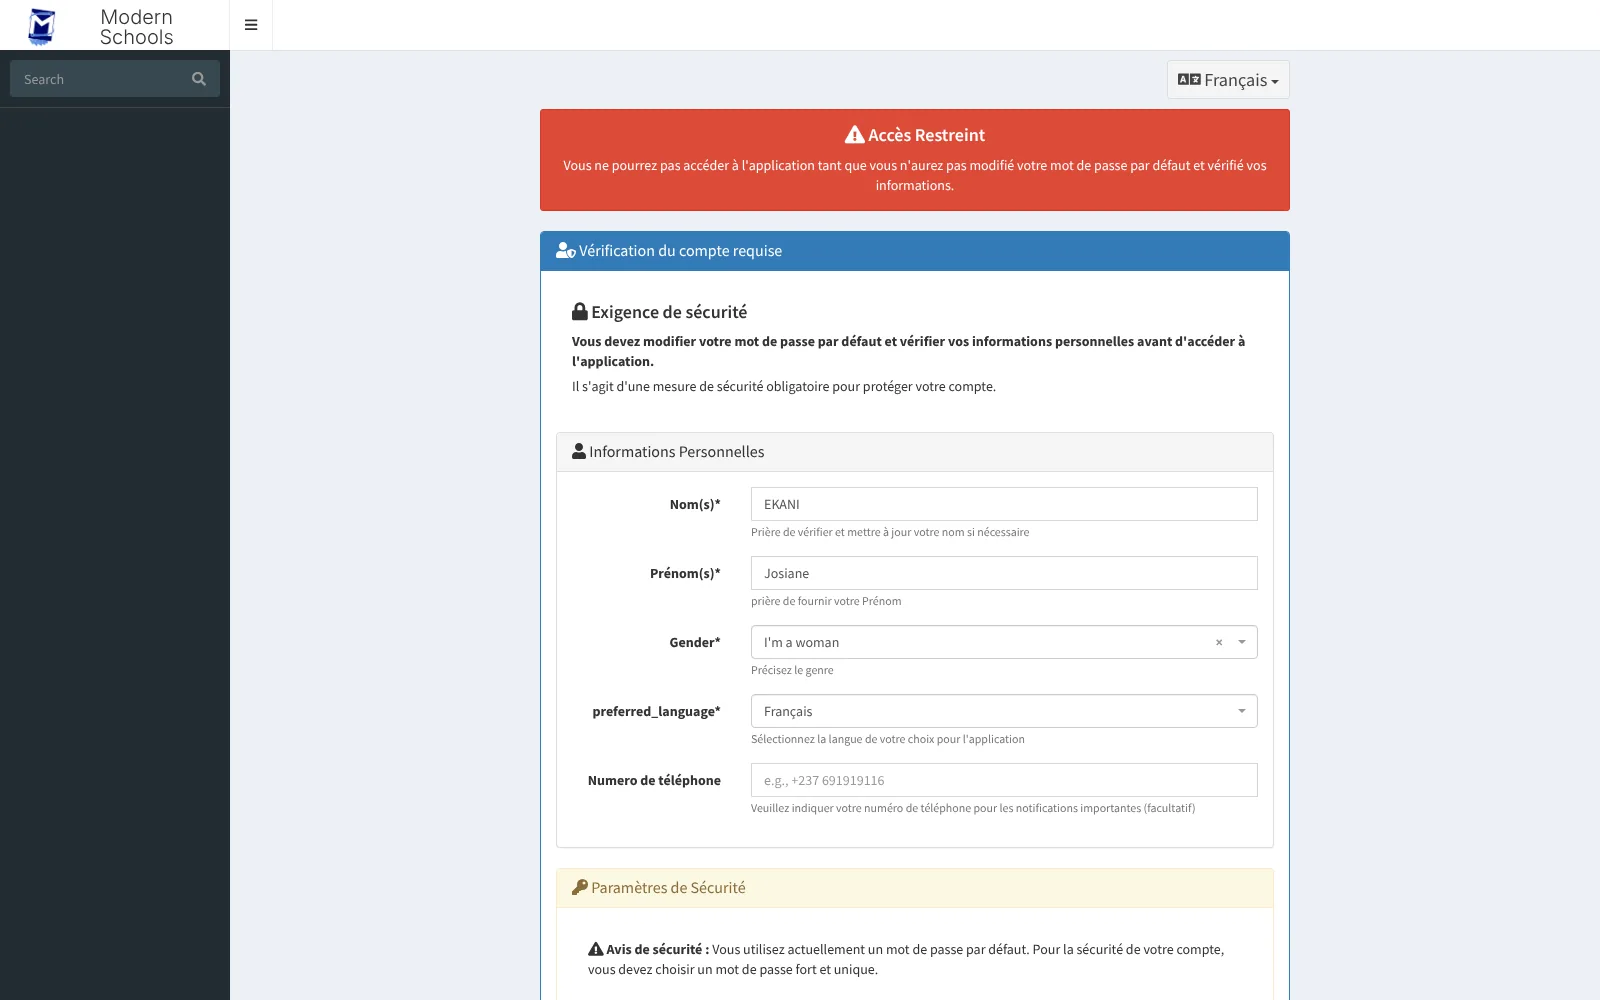 Modern
Schools
Search
Français
Accès Restreint
Vous ne pourrez pas accéder à l'application tant que vous n'aurez pas modifié votre mot de passe par défaut et vérifié vos
informations.
Vérification du compte requise
Exigence de sécurité
Vous devez modifier votre mot de passe par défaut et vérifier vos informations personnelles avant d'accéder à
l'application.
Il s'agit d'une mesure de sécurité obligatoire pour protéger votre compte.
Informations Personnelles
Nom(s)*
EKANI
Prière de vérifier et mettre à jour votre nom si nécessaire
Prénom(s)*
Josiane
prière de fournir votre Prénom
Gender*
I'm a woman
Précisez le genre
preferred_language*
Français
Sélectionnez la langue de votre choix pour l'application
Numero de téléphone
e.g., +237 691919116
Veuillez indiquer votre numéro de téléphone pour les notifications importantes (facultatif)
Paramètres de Sécurité
Avis de sécurité : Vous utilisez actuellement un mot de passe par défaut. Pour la sécurité de votre compte,
vous devez choisir un mot de passe fort et unique.